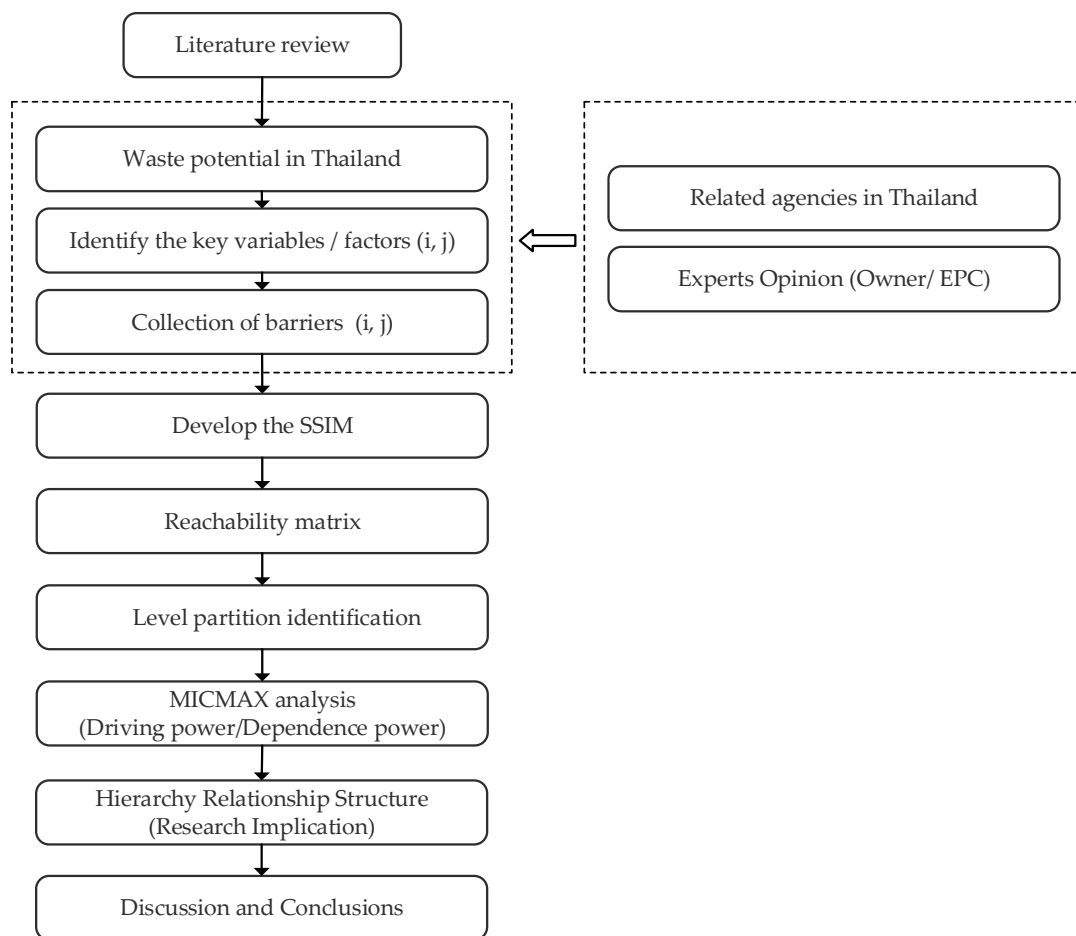 Literature review
Waste potential in Thailand
Identify the key variables / factors (i, j)
Collection of barriers (i, j)
Related agencies in Thailand
Experts Opinion (Owner/ EPC)
Develop the SSIM
Reachability matrix
Level partition identification
MICMAX analysis
(Driving power/Dependence power)
Hierarchy Relationship Structure
(Research Implication)
Discussion and Conclusions